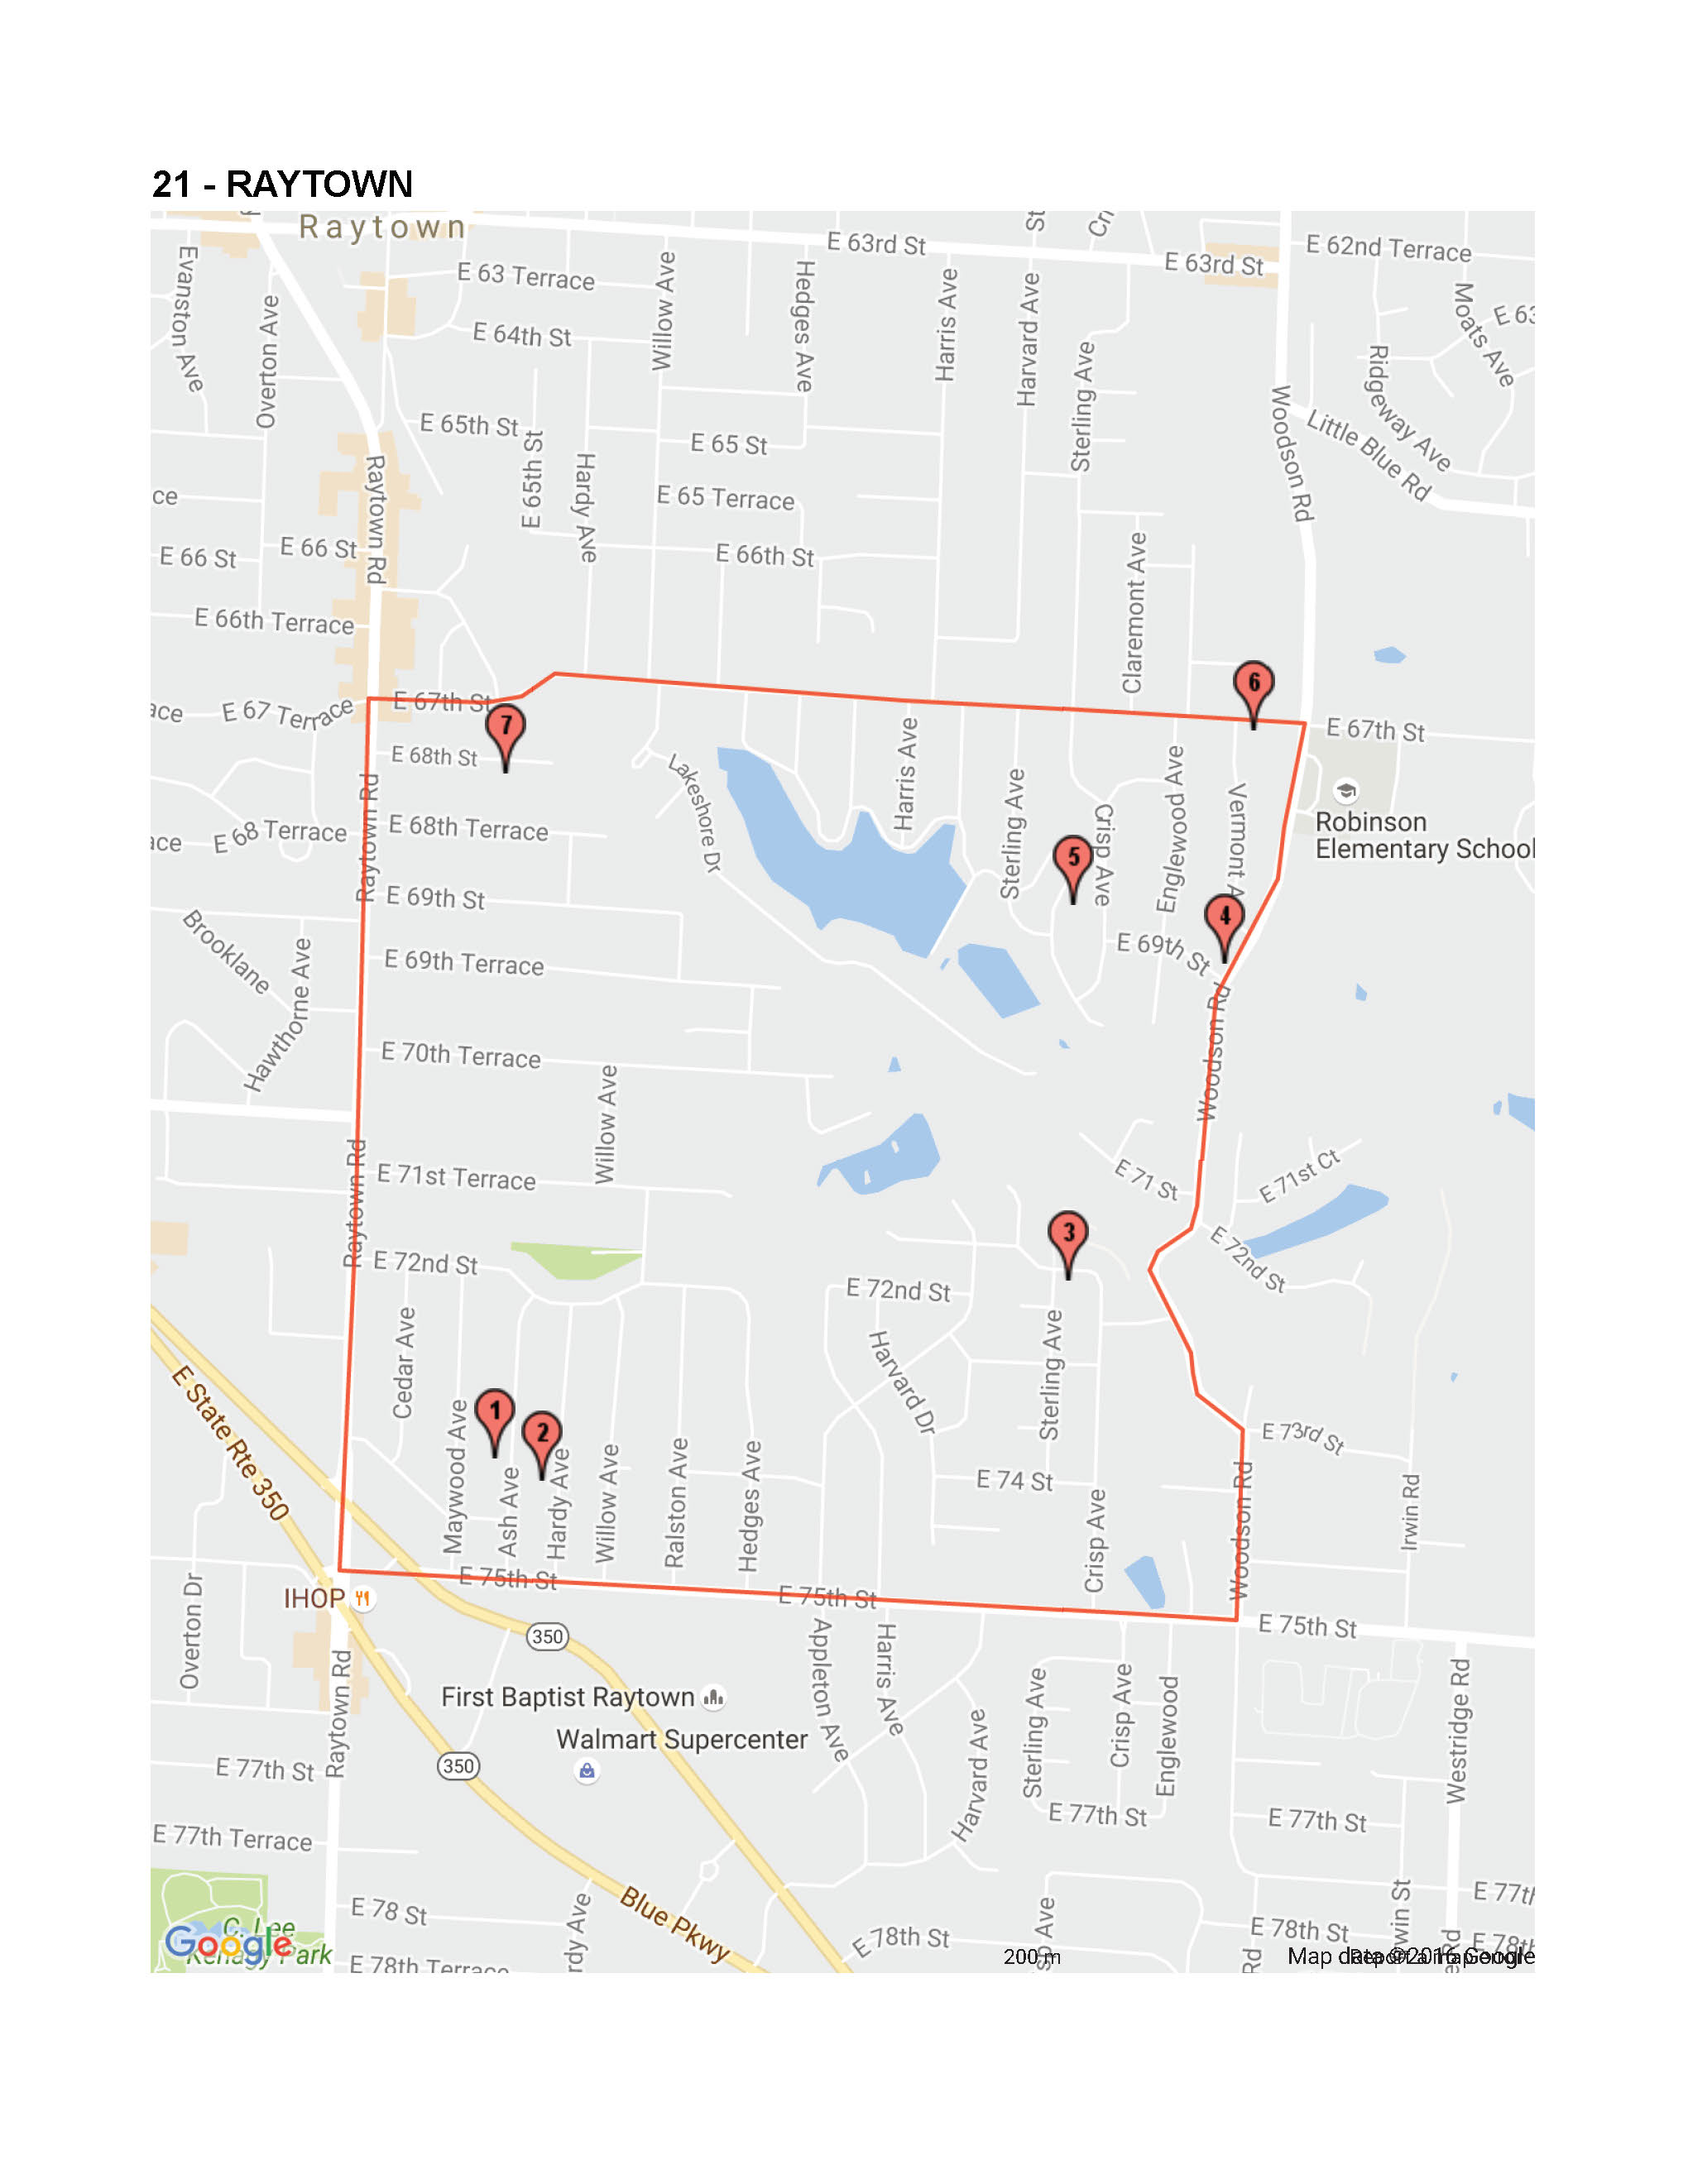 21 - RAYTOWN
Raytown
E 63rd St
E 63rd St
E 62nd Terrace
Evanston Ave
Overton Ave
E 63 Terrace
E 64th St
Willow Ave
Hedges Ave
Harris Ave
Harvard Ave
Sterling Ave
Moats Ave
Ridgeway Ave
Little Blue Rd
Woodson Rd
E 65th St
E 65th St
Hardy Ave
E 65 St
E 65 Terrace
E 66th St
Raytown Rd
E 66 St
E 66 St
E 66th Terrace
Claremont Ave
E 67 Terrace
E 67th St
E 67th St
6
7
E 68th St
Lakeshore Dr
Harris Ave
Sterling Ave
Crisp Ave
Englewood Ave
Vermont A
Robinson
Elementary School
Raytown Rd
E 68 Terrace
E 68th Terrace
5
4
E 69th St
E 69th St
Brooklane
Hawthorne Ave
E 69th Terrace
Woodson Rd
E 70th Terrace
Willow Ave
Raytown Rd
E 71st Terrace
E 71 St
E 71st Ct
3
E 72nd St
E 72nd St
E 72nd St
Cedar Ave
Harvard Dr
Sterling Ave
E State Rte 350
1
2
Maywood Ave
Ash Ave
Hardy Ave
Willow Ave
Ralston Ave
Hedges Ave
E 73rd St
E 74 St
Crisp Ave
Woodson Rd
Irwin Rd
E 75th St
E 75th St
E 75th St
IHOP
Overton Dr
350
Raytown Rd
First Baptist Raytown
Walmart Supercenter
350
Appleton Ave
Harris Ave
Harvard Ave
Sterling Ave
Crisp Ave
Englewood
Westridge Rd
E 77th St
E 77th St
E 77th St
E 77th Terrace
E 78 St
Blue Pkwy
E 78th St
E 78th St
C. Lee
Kenagy Park
Google
E 78th Terrace
200 m
Map data ©2016 Google